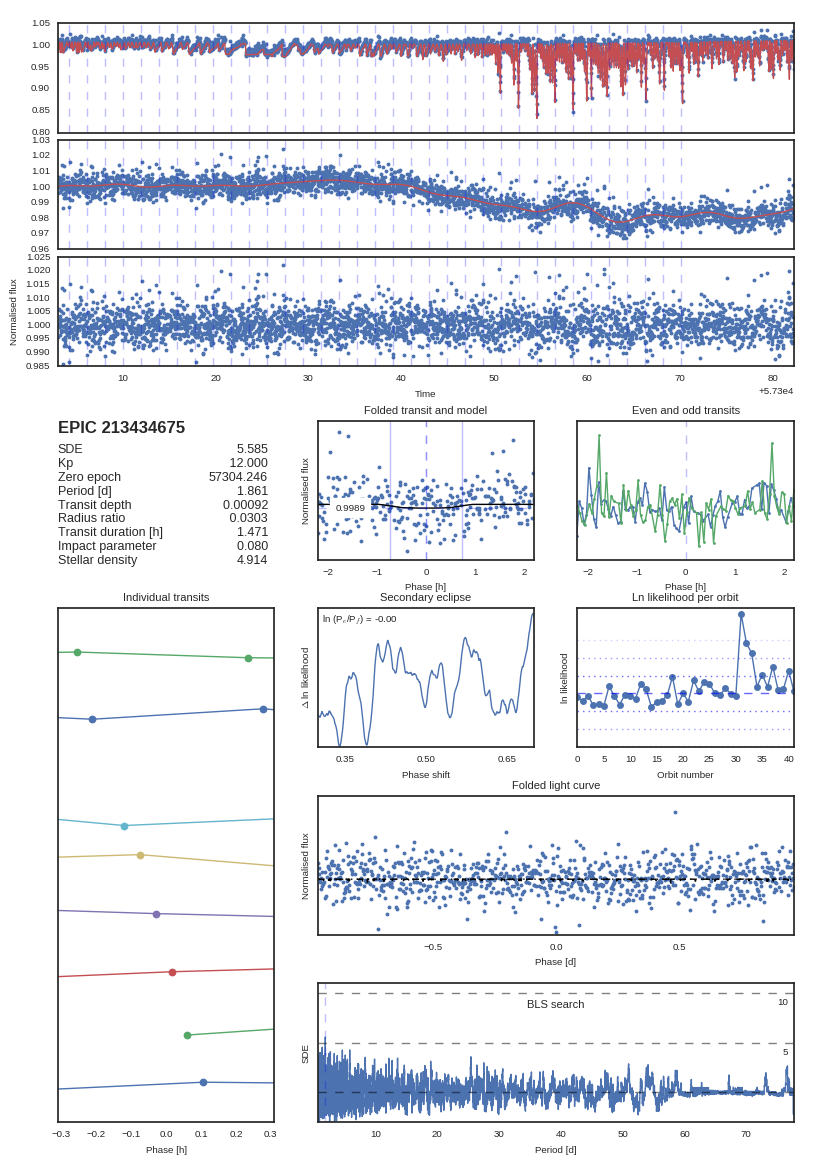 1.05
1.00
0.95
0.90
0.85
0.80
1.03
1.02
1.01
1.00
0.99
0.98
0.97
0.96
1.025
1.020
1.015
1.010
1.005
1.000
0.995
0.990
0.985
Normalised flux
10 20 30 40 50 60 70 80
Time
+5.73e4
EPIC 213434675
SDE 5.585
Kp 12.000
Zero epoch 57304.246
Period [d] 1.861
Transit depth 0.00092
Radius ratio 0.0303
Transit duration [h] 1.471
Impact parameter 0.080
Stellar density 4.914
Folded transit and model
Normalised flux
0.9989
−2 −1 0 1 2
Phase [h]
Even and odd transits
−2 −1 0 1 2
Phase [h]
Individual transits
−0.3 −0.2 −0.1 0.0 0.1 0.2 0.3
Phase [h]
Secondary eclipse
ln (Pₑ/P_f) = -0.00
Δ ln likelihood
0.35 0.50 0.65
Phase shift
Ln likelihood per orbit
ln likelihood
0 5 10 15 20 25 30 35 40
Orbit number
Folded light curve
Normalised flux
−0.5 0.0 0.5
Phase [d]
BLS search
10
5
SDE
10 20 30 40 50 60 70
Period [d]